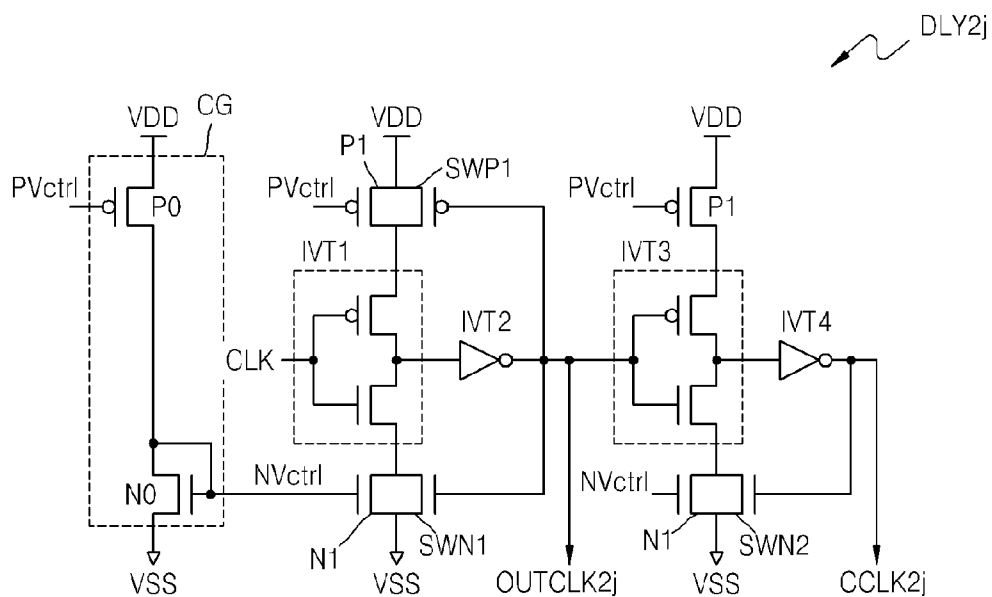 DLY2j
VDD
CG
VDD
VDD
P1
SWP1
PVctrl
PVctrl
PVctrl
P0
P1
IVT1
IVT3
IVT2
IVT4
CLK
N0
NVctrl
NVctrl
N1
SWN1
N1
SWN2
VSS
VSS
OUTCLK2j
VSS
CCLK2j